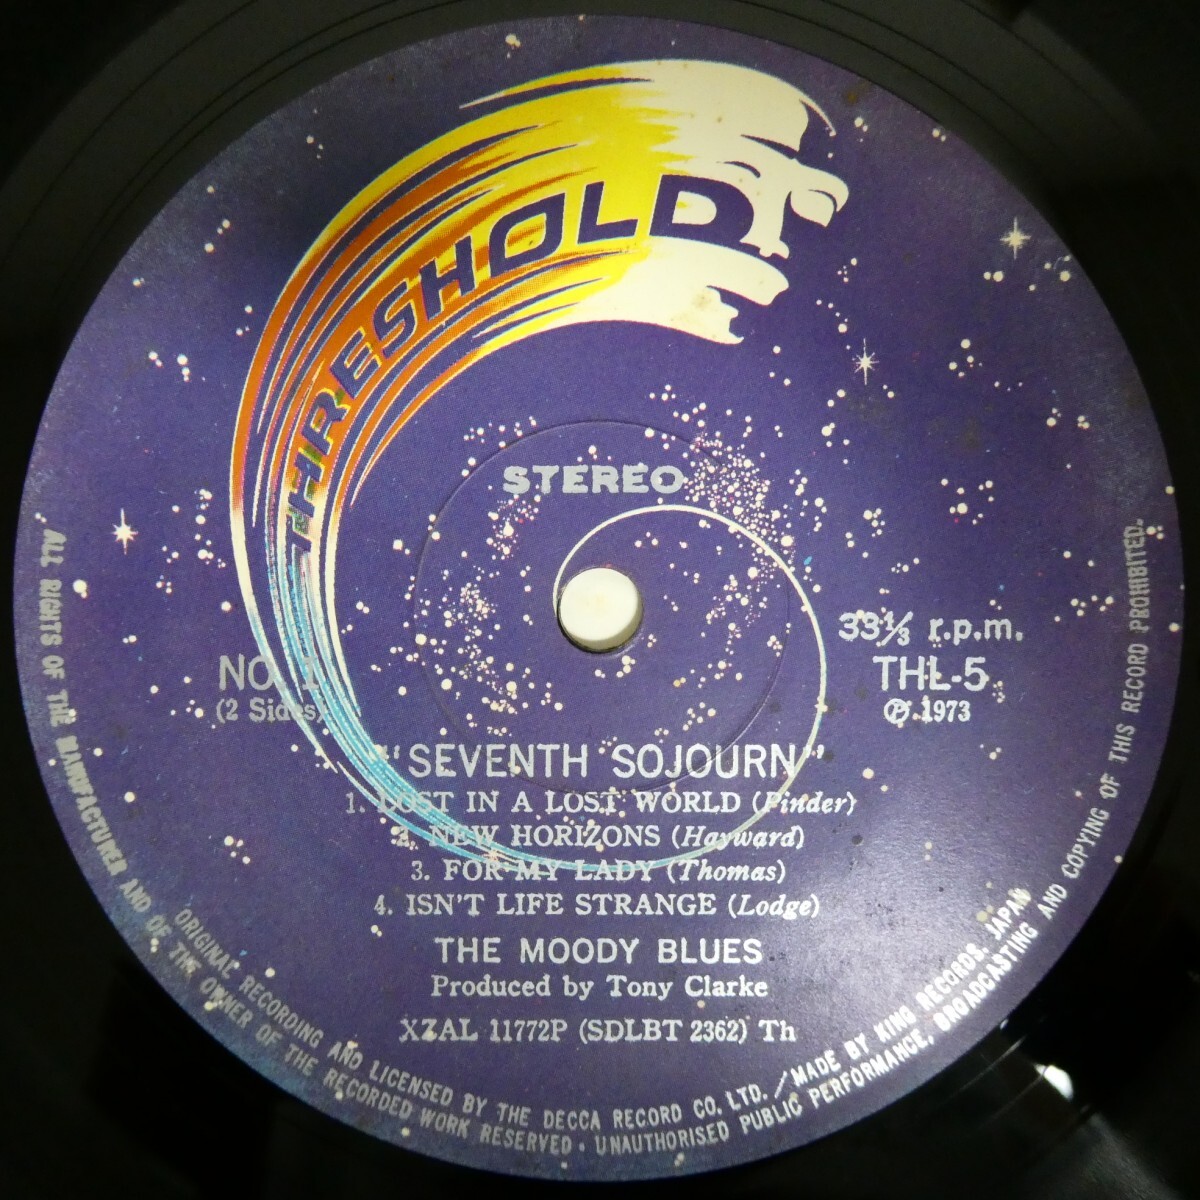 THRESHOLD
STEREO
33⅓ r.p.m.
THL-5
Ⓟ 1973
NO. 1
(2 Sides)
"SEVENTH SOJOURN"
1. LOST IN A LOST WORLD (Pinder)
2. NEW HORIZONS (Hayward)
3. FOR MY LADY (Thomas)
4. ISN'T LIFE STRANGE (Lodge)
THE MOODY BLUES
Produced by Tony Clarke
XZAL 11772P (SDLBT 2362) Th
ORIGINAL RECORDING AND LICENSED BY THE DECCA RECORD CO. LTD. / MADE BY KING RECORDS, JAPAN
ALL RIGHTS OF THE MANUFACTURER AND OF THE OWNER OF THE RECORDED WORK RESERVED · UNAUTHORISED PUBLIC PERFORMANCE, BROADCASTING AND COPYING OF THIS RECORD PROHIBITED.